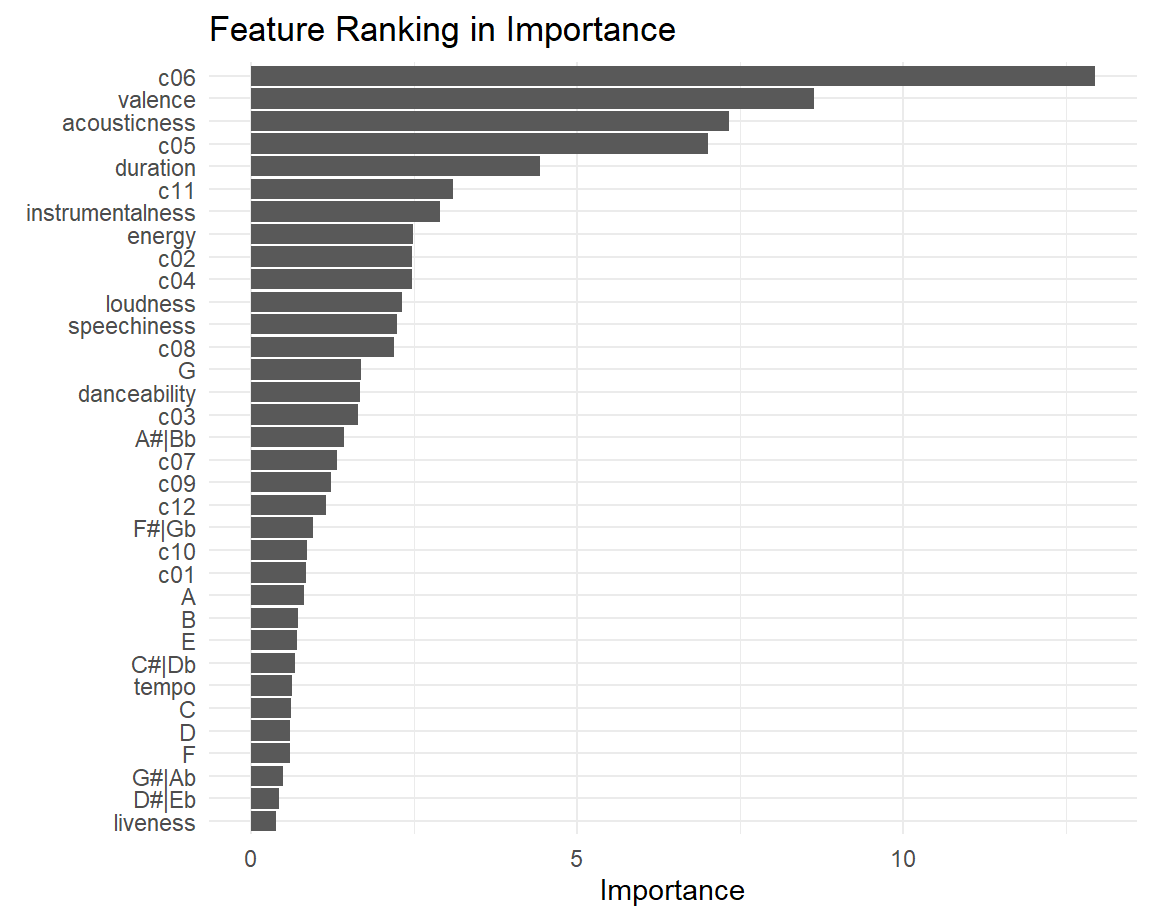 Feature Ranking in Importance
c06
valence
acousticness
c05
duration
c11
instrumentalness
energy
c02
c04
loudness
speechiness
c08
G
danceability
c03
A#|Bb
c07
c09
c12
F#|Gb
c10
c01
A
B
E
C#|Db
tempo
C
D
F
G#|Ab
D#|Eb
liveness
0 5 10
Importance